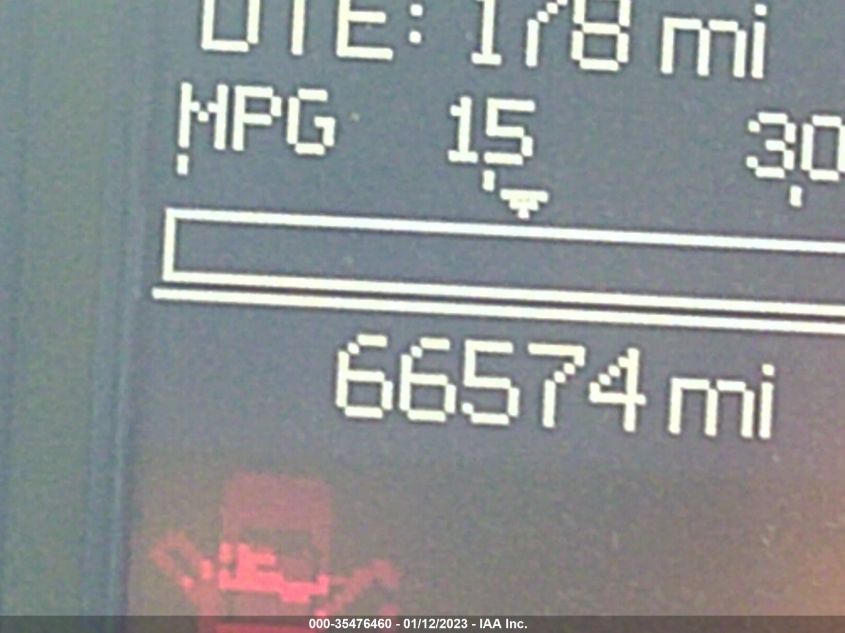 DTE: 178 mi
MPG 15 30
66574 mi
000-35476460 - 01/12/2023 - IAA Inc.